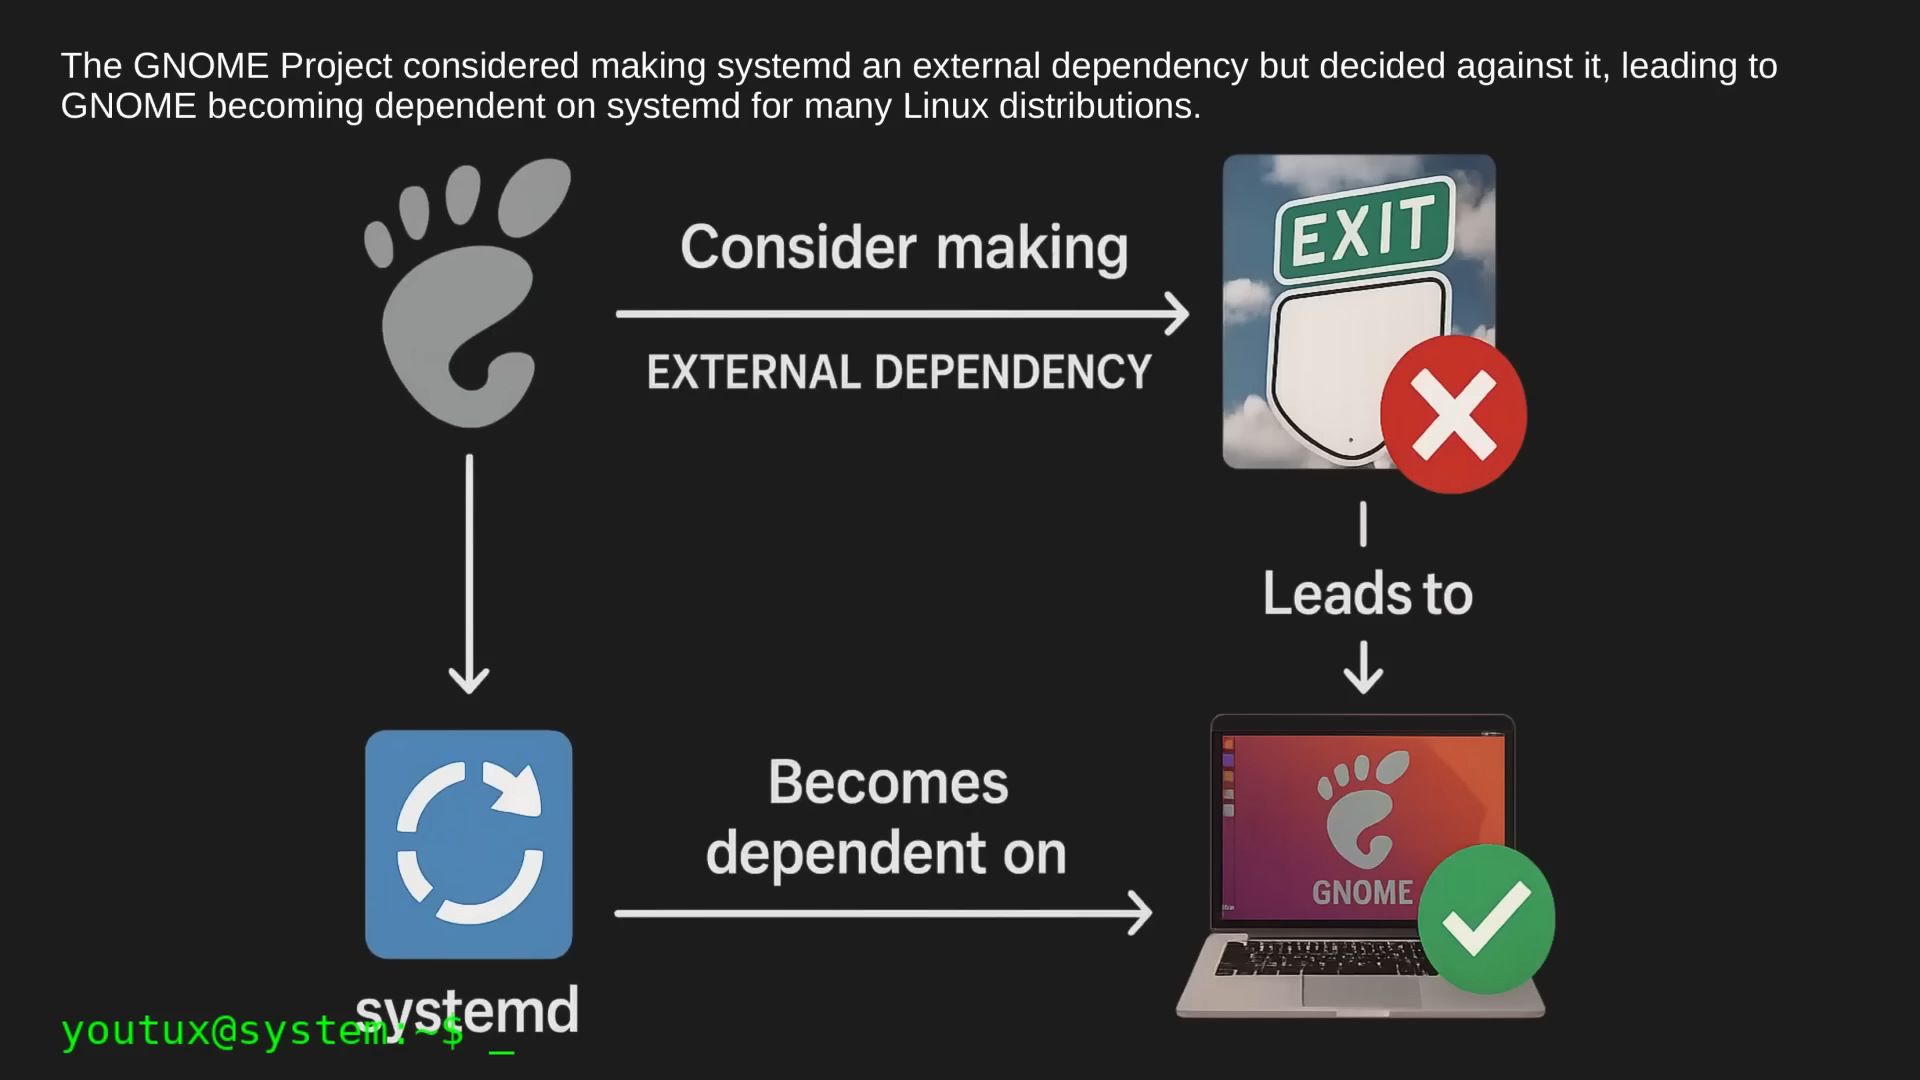 The GNOME Project considered making systemd an external dependency but decided against it, leading to
GNOME becoming dependent on systemd for many Linux distributions.
Consider making
EXTERNAL DEPENDENCY
EXIT
Leads to
Becomes
dependent on
GNOME
systemd
youtux@system:~$ _